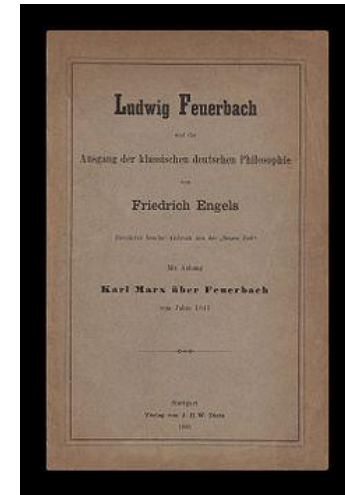 Ludwig Feuerbach
und der
Ausgang der klassischen deutschen Philosophie
von
Friedrich Engels
Revidirter Sonder-Abdruck aus der „Neuen Zeit“
Mit Anhang
Karl Marx über Feuerbach
vom Jahre 1845
Stuttgart
Verlag von J. H. W. Dietz
1888